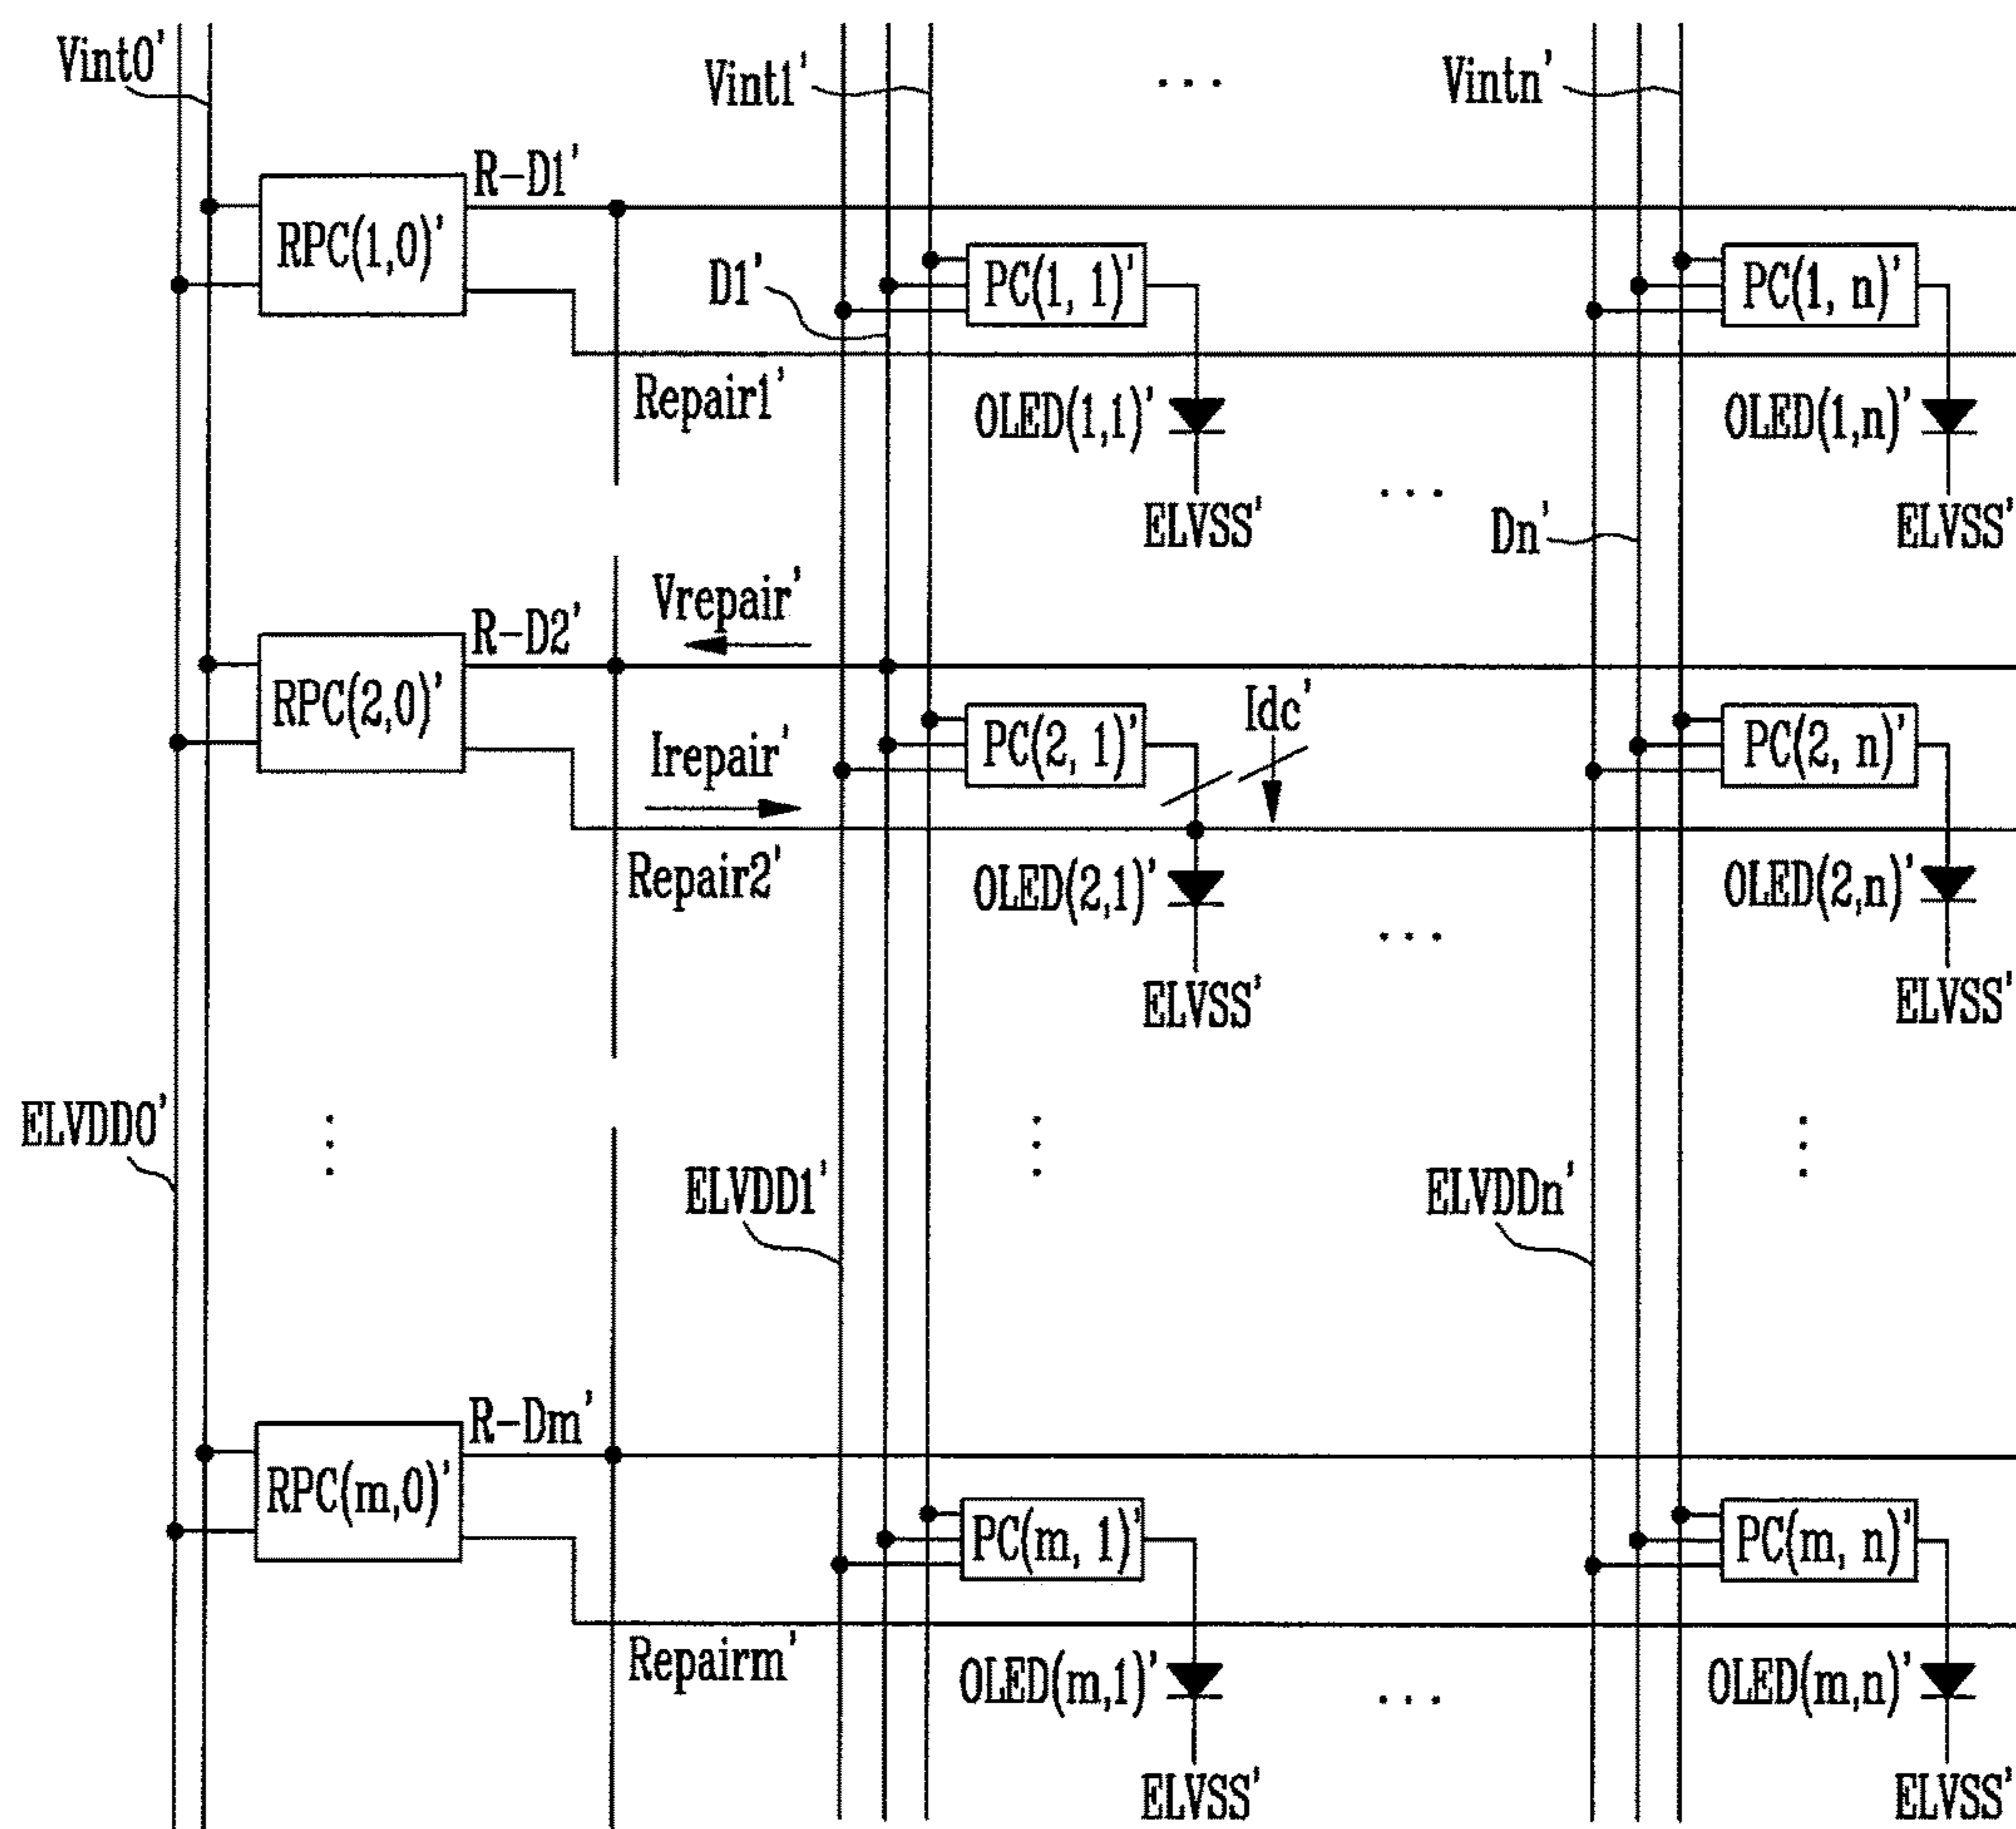 Vint0'
Vint1'
...
Vintn'
R-D1'
RPC(1,0)'
D1'
PC(1, 1)'
PC(1, n)'
Repair1'
OLED(1,1)'
OLED(1,n)'
...
ELVSS'
Dn'
ELVSS'
Vrepair'
R-D2'
RPC(2,0)'
Idc'
Irepair'
PC(2, 1)'
PC(2, n)'
Repair2'
OLED(2,1)'
OLED(2,n)'
...
ELVSS'
ELVSS'
ELVDD0'
ELVDD1'
ELVDDn'
R-Dm'
RPC(m,0)'
PC(m, 1)'
PC(m, n)'
Repairm'
OLED(m,1)'
...
OLED(m,n)'
ELVSS'
ELVSS'